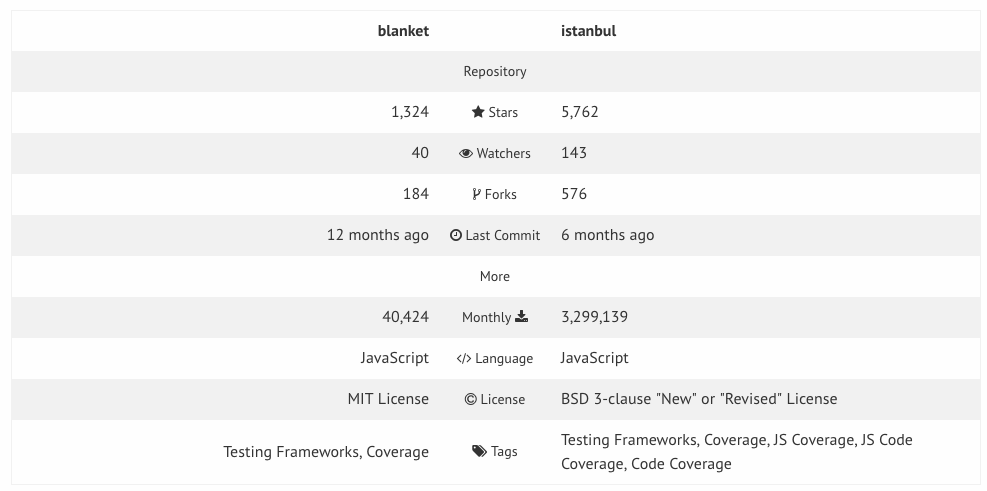 blanket istanbul
Repository
1,324 Stars 5,762
40 Watchers 143
184 Forks 576
12 months ago Last Commit 6 months ago
More
40,424 Monthly 3,299,139
JavaScript </> Language JavaScript
MIT License © License BSD 3-clause "New" or "Revised" License
Testing Frameworks, Coverage Tags Testing Frameworks, Coverage, JS Coverage, JS Code
Coverage, Code Coverage